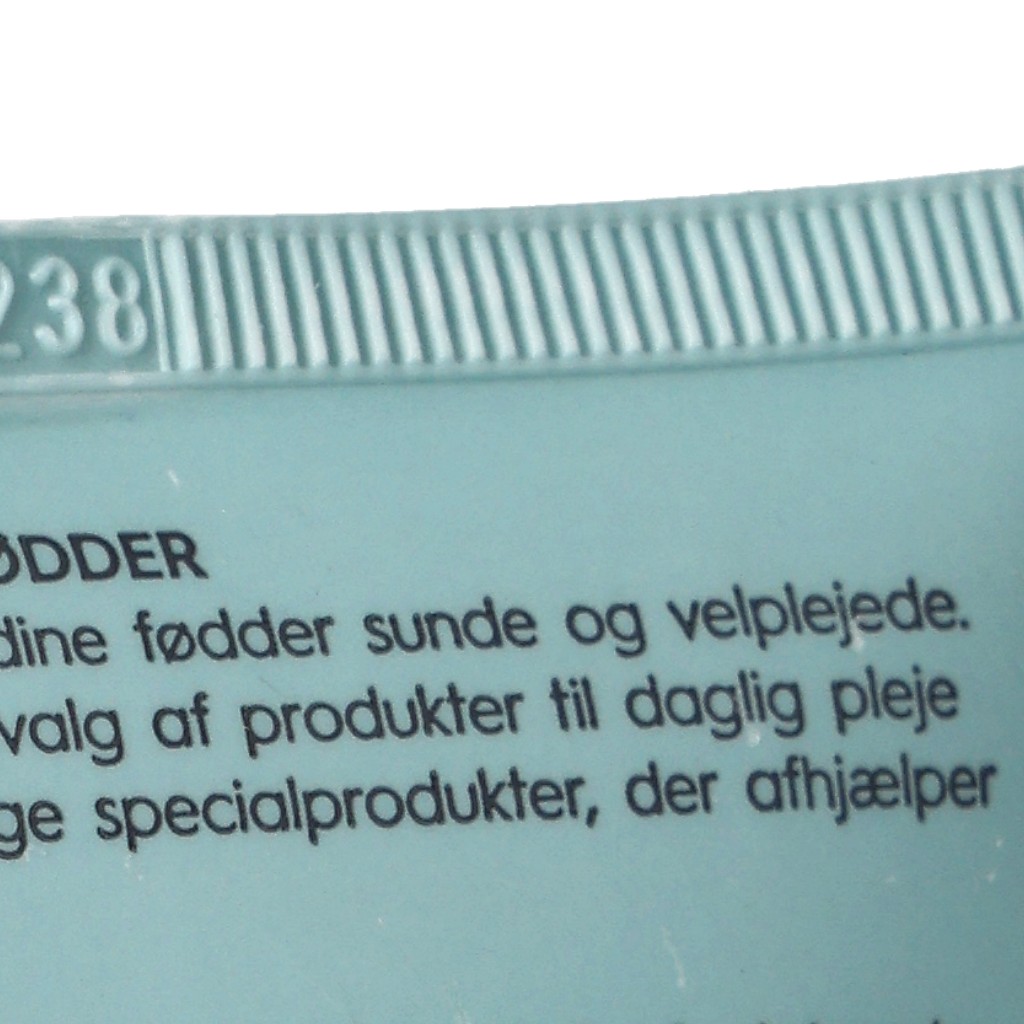 238
ØDDER
dine fødder sunde og velplejede.
valg af produkter til daglig pleje
ge specialprodukter, der afhjælper